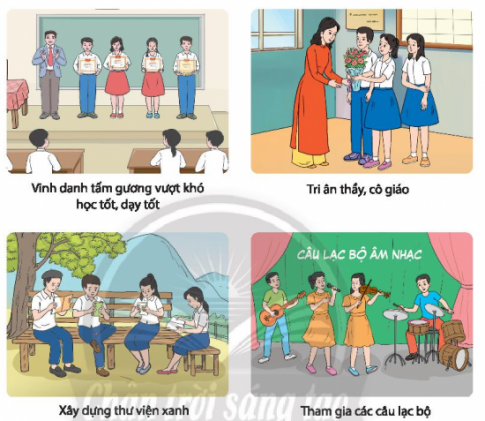 Vinh danh tấm gương vượt khó
học tốt, dạy tốt
Tri ân thầy, cô giáo
CÂU LẠC BỘ ÂM NHẠC
Xây dựng thư viện xanh
Tham gia các câu lạc bộ
Chân trời sáng tạo